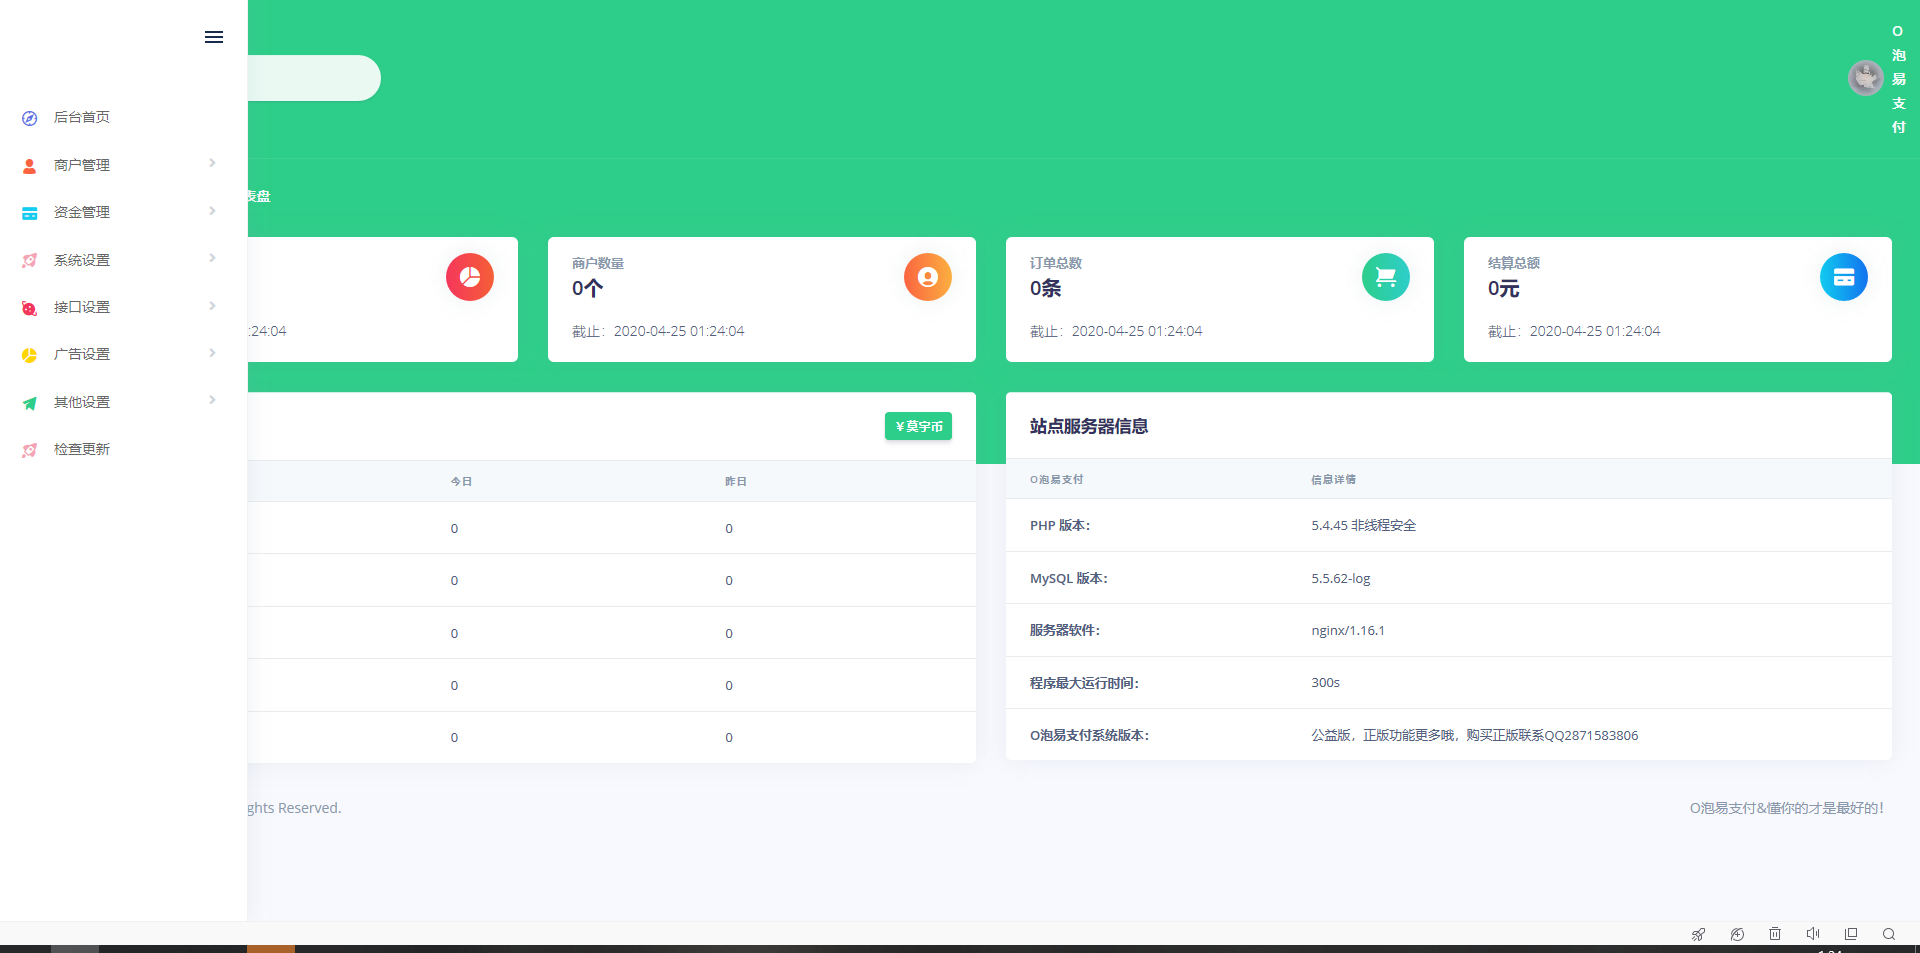 O
泡
易
支
付
后台首页
商户管理
资金管理
系统设置
接口设置
广告设置
其他设置
检查更新
表盘
:24:04
商户数量
0个
截止：2020-04-25 01:24:04
订单总数
0条
截止：2020-04-25 01:24:04
结算总额
0元
截止：2020-04-25 01:24:04
￥莫字币
今日 昨日
0 0
0 0
0 0
0 0
0 0
站点服务器信息
O泡易支付 信息详情
PHP 版本： 5.4.45 非线程安全
MySQL 版本： 5.5.62-log
服务器软件： nginx/1.16.1
程序最大运行时间： 300s
O泡易支付系统版本： 公益版，正版功能更多哦，购买正版联系QQ2871583806
ghts Reserved.
O泡易支付&懂你的才是最好的！